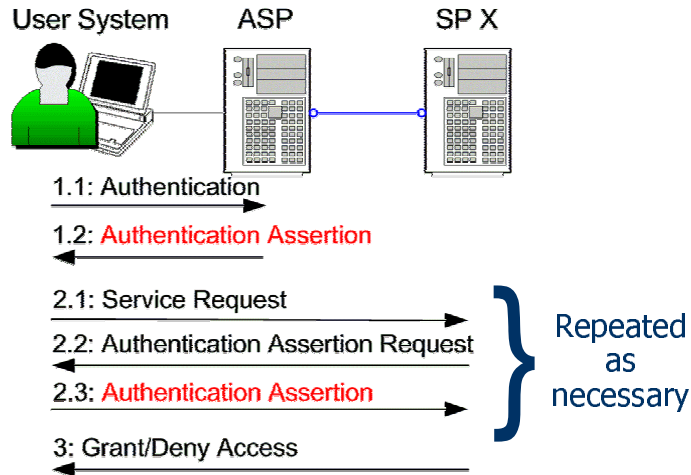 User System ASP SP X
1.1: Authentication
1.2: Authentication Assertion
2.1: Service Request
2.2: Authentication Assertion Request
2.3: Authentication Assertion
3: Grant/Deny Access
Repeated
as
necessary